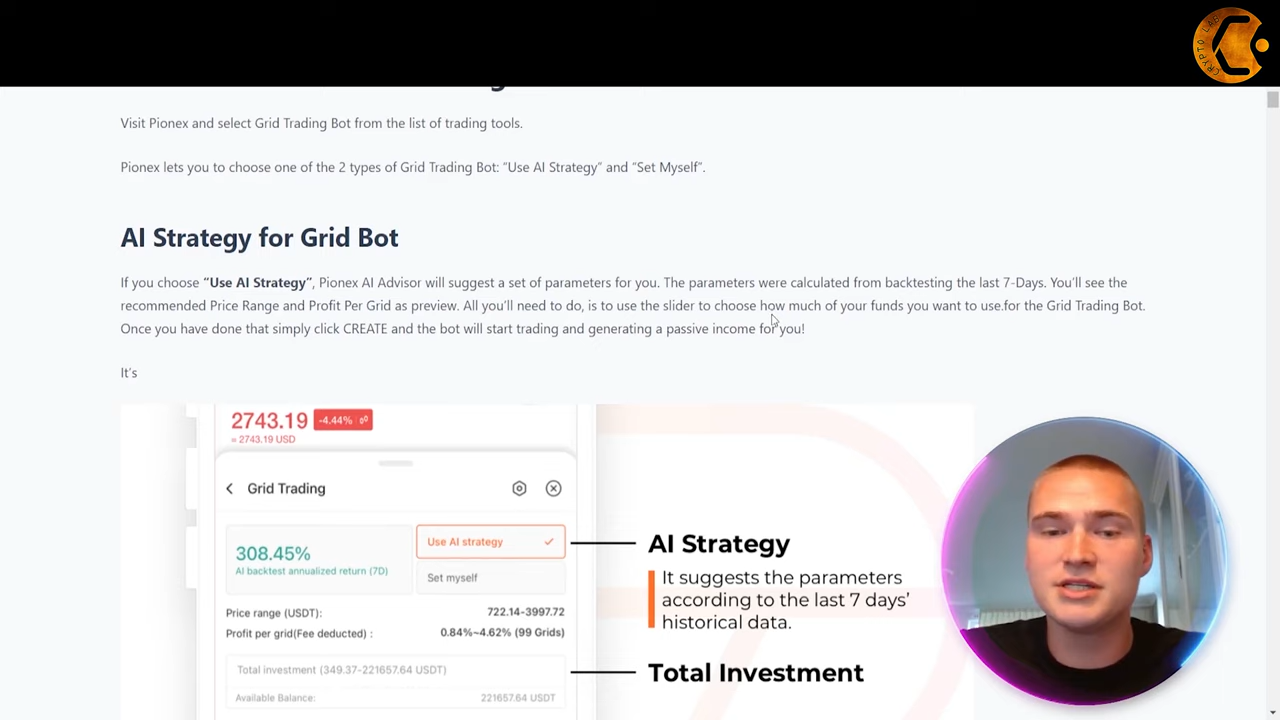 CRYPTO LAB
Visit Pionex and select Grid Trading Bot from the list of trading tools.
Pionex lets you to choose one of the 2 types of Grid Trading Bot: “Use AI Strategy” and “Set Myself”.
AI Strategy for Grid Bot
If you choose “Use AI Strategy”, Pionex AI Advisor will suggest a set of parameters for you. The parameters were calculated from backtesting the last 7-Days. You’ll see the
recommended Price Range and Profit Per Grid as preview. All you’ll need to do, is to use the slider to choose how much of your funds you want to use.for the Grid Trading Bot.
Once you have done that simply click CREATE and the bot will start trading and generating a passive income for you!
It’s
2743.19 -4.44%
≈ 2743.19 USD
Grid Trading
308.45%
AI backtest annualized return (7D)
Use AI strategy
Set myself
Price range (USDT): 722.14-3997.72
Profit per grid(Fee deducted) : 0.84%~4.62% (99 Grids)
Total investment (349.37-221657.64 USDT)
Available Balance: 221657.64 USDT
AI Strategy
It suggests the parameters
according to the last 7 days’
historical data.
Total Investment